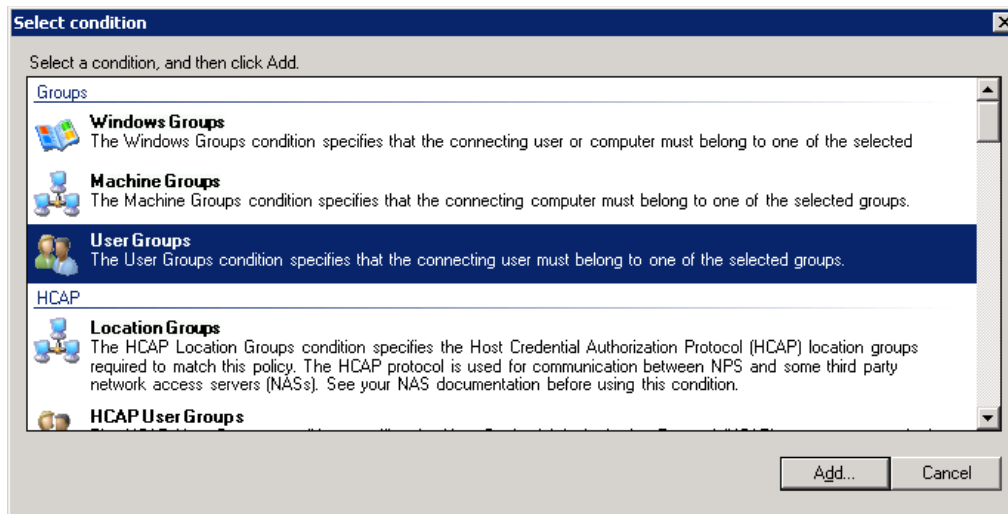 Select condition
Select a condition, and then click Add.
Groups
Windows Groups
The Windows Groups condition specifies that the connecting user or computer must belong to one of the selected
Machine Groups
The Machine Groups condition specifies that the connecting computer must belong to one of the selected groups.
User Groups
The User Groups condition specifies that the connecting user must belong to one of the selected groups.
HCAP
Location Groups
The HCAP Location Groups condition specifies the Host Credential Authorization Protocol (HCAP) location groups
required to match this policy. The HCAP protocol is used for communication between NPS and some third party
network access servers (NASs). See your NAS documentation before using this condition.
HCAP User Groups
Add...
Cancel